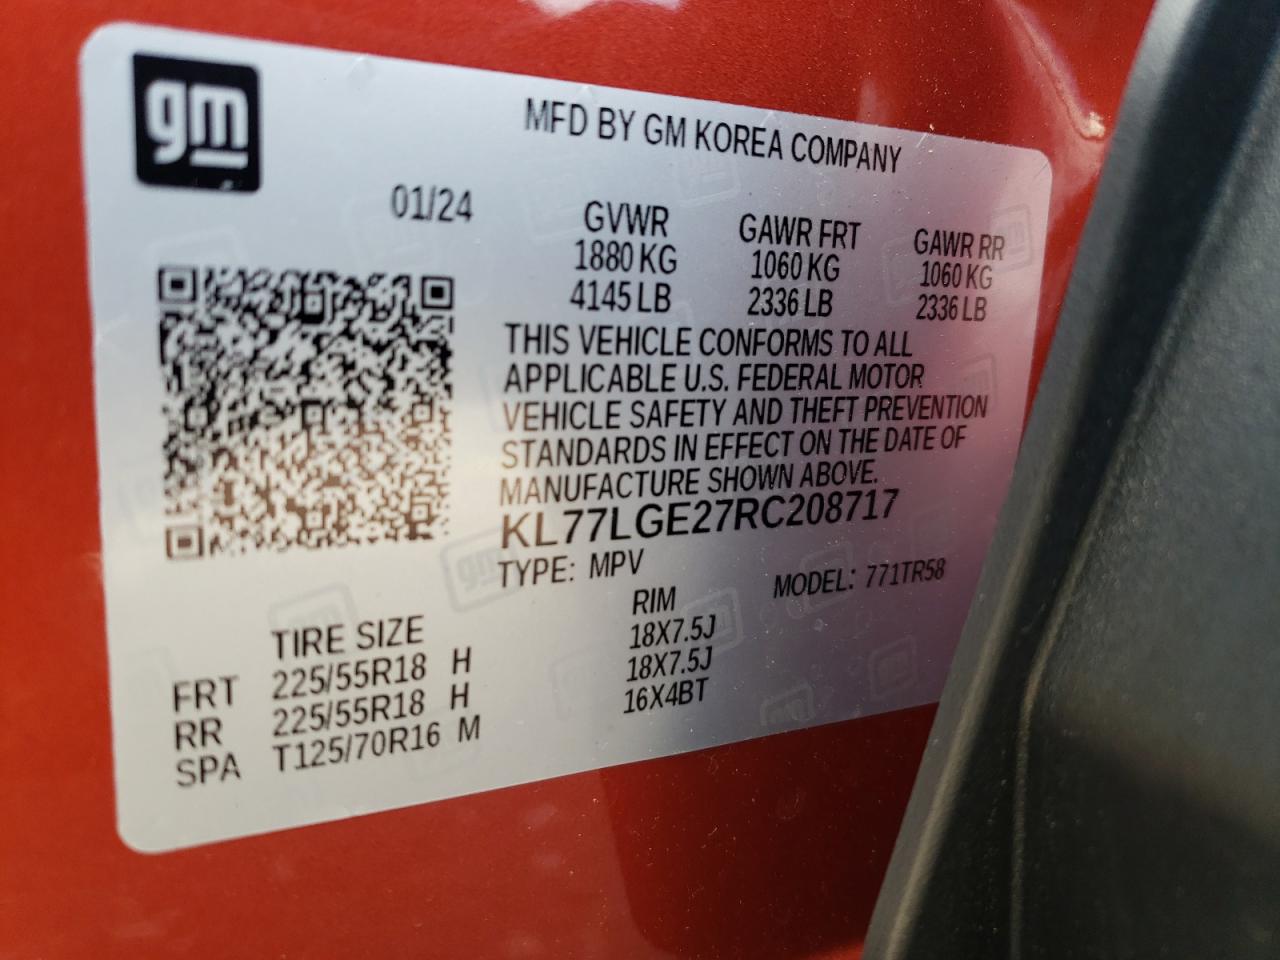 gm
MFD BY GM KOREA COMPANY
01/24
GVWR GAWR FRT GAWR RR
1880 KG 1060 KG 1060 KG
4145 LB 2336 LB 2336 LB
THIS VEHICLE CONFORMS TO ALL
APPLICABLE U.S. FEDERAL MOTOR
VEHICLE SAFETY AND THEFT PREVENTION
STANDARDS IN EFFECT ON THE DATE OF
MANUFACTURE SHOWN ABOVE.
KL77LGE27RC208717
TYPE: MPV MODEL: 771TR58
TIRE SIZE RIM
FRT 225/55R18 H 18X7.5J
RR 225/55R18 H 18X7.5J
SPA T125/70R16 M 16X4BT